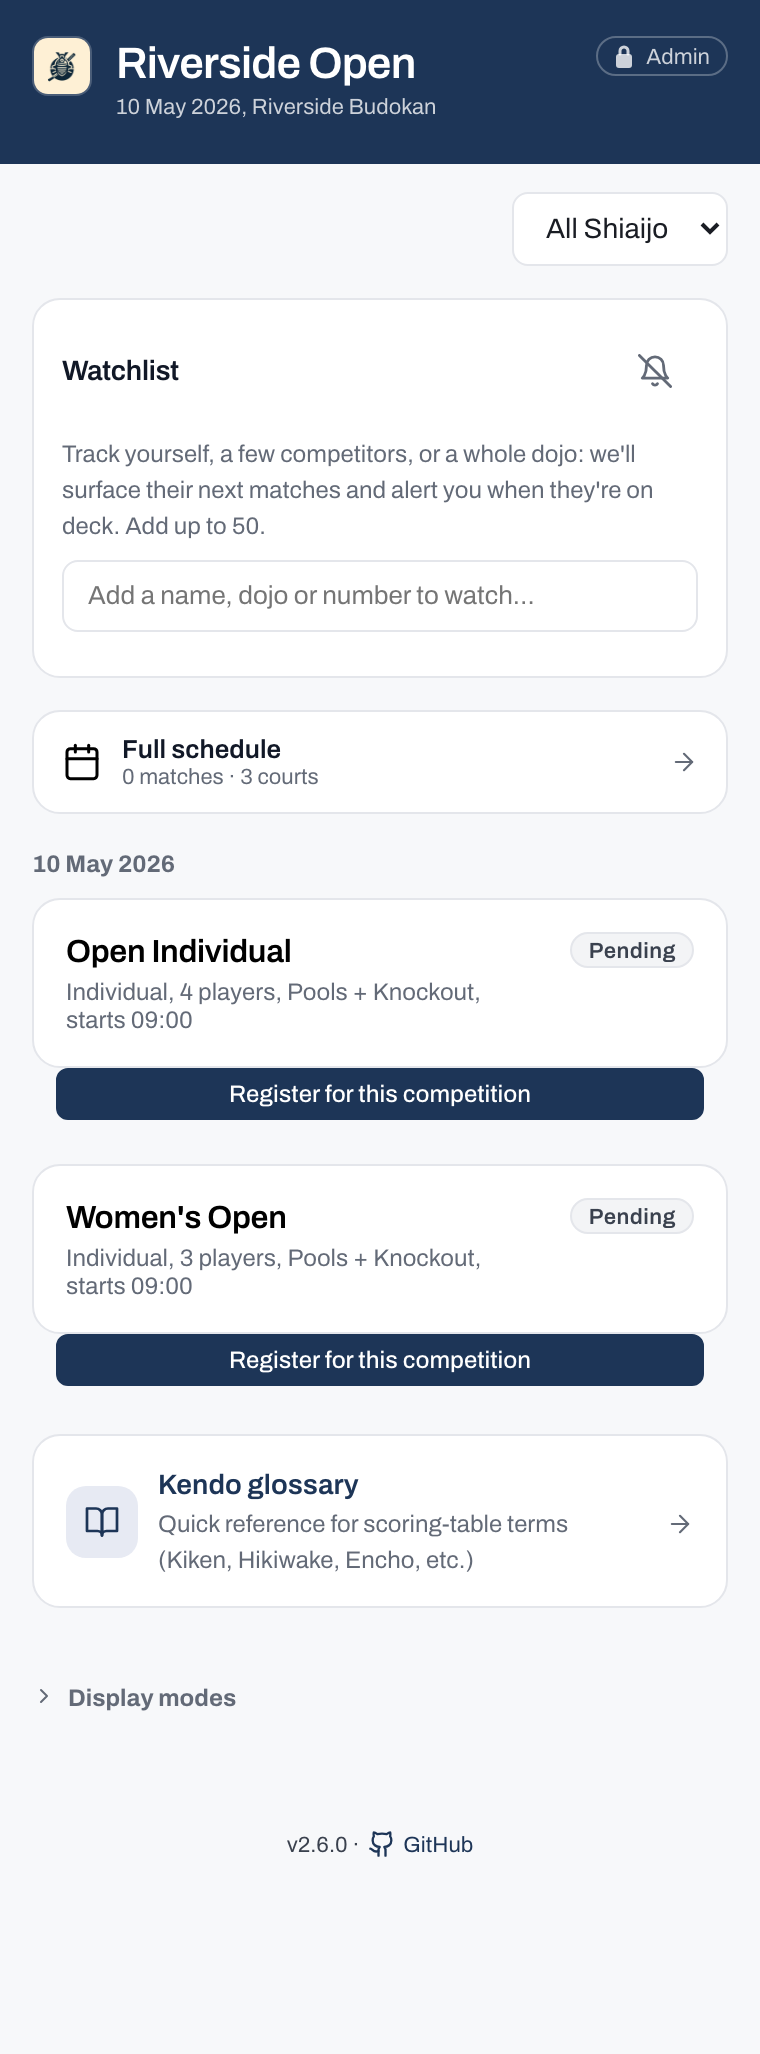 Riverside Open
10 May 2026, Riverside Budokan
Admin
All Shiaijo
Watchlist
Track yourself, a few competitors, or a whole dojo: we'll
surface their next matches and alert you when they're on
deck. Add up to 50.
Add a name, dojo or number to watch...
Full schedule
0 matches · 3 courts
10 May 2026
Open Individual
Pending
Individual, 4 players, Pools + Knockout,
starts 09:00
Register for this competition
Women's Open
Pending
Individual, 3 players, Pools + Knockout,
starts 09:00
Register for this competition
Kendo glossary
Quick reference for scoring-table terms
(Kiken, Hikiwake, Encho, etc.)
Display modes
v2.6.0 · GitHub